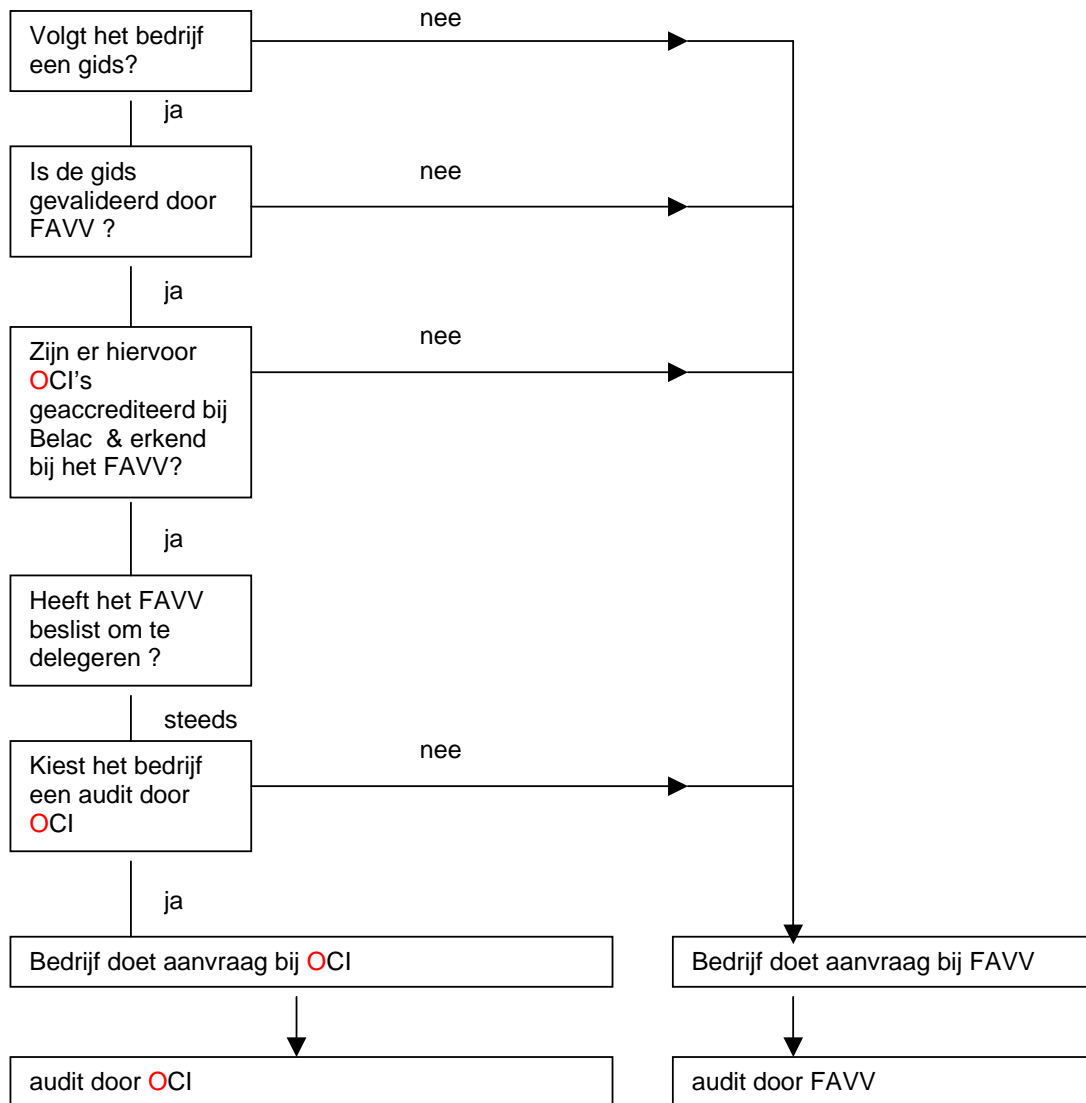 Volgt het bedrijf
een gids?
nee
ja
Is de gids
gevalideerd door
FAVV ?
nee
ja
Zijn er hiervoor
OCI's
geaccrediteerd bij
Belac & erkend
bij het FAVV?
nee
ja
Heeft het FAVV
beslist om te
delegeren ?
steeds
Kiest het bedrijf
een audit door
OCI
nee
ja
Bedrijf doet aanvraag bij OCI
Bedrijf doet aanvraag bij FAVV
audit door OCI
audit door FAVV